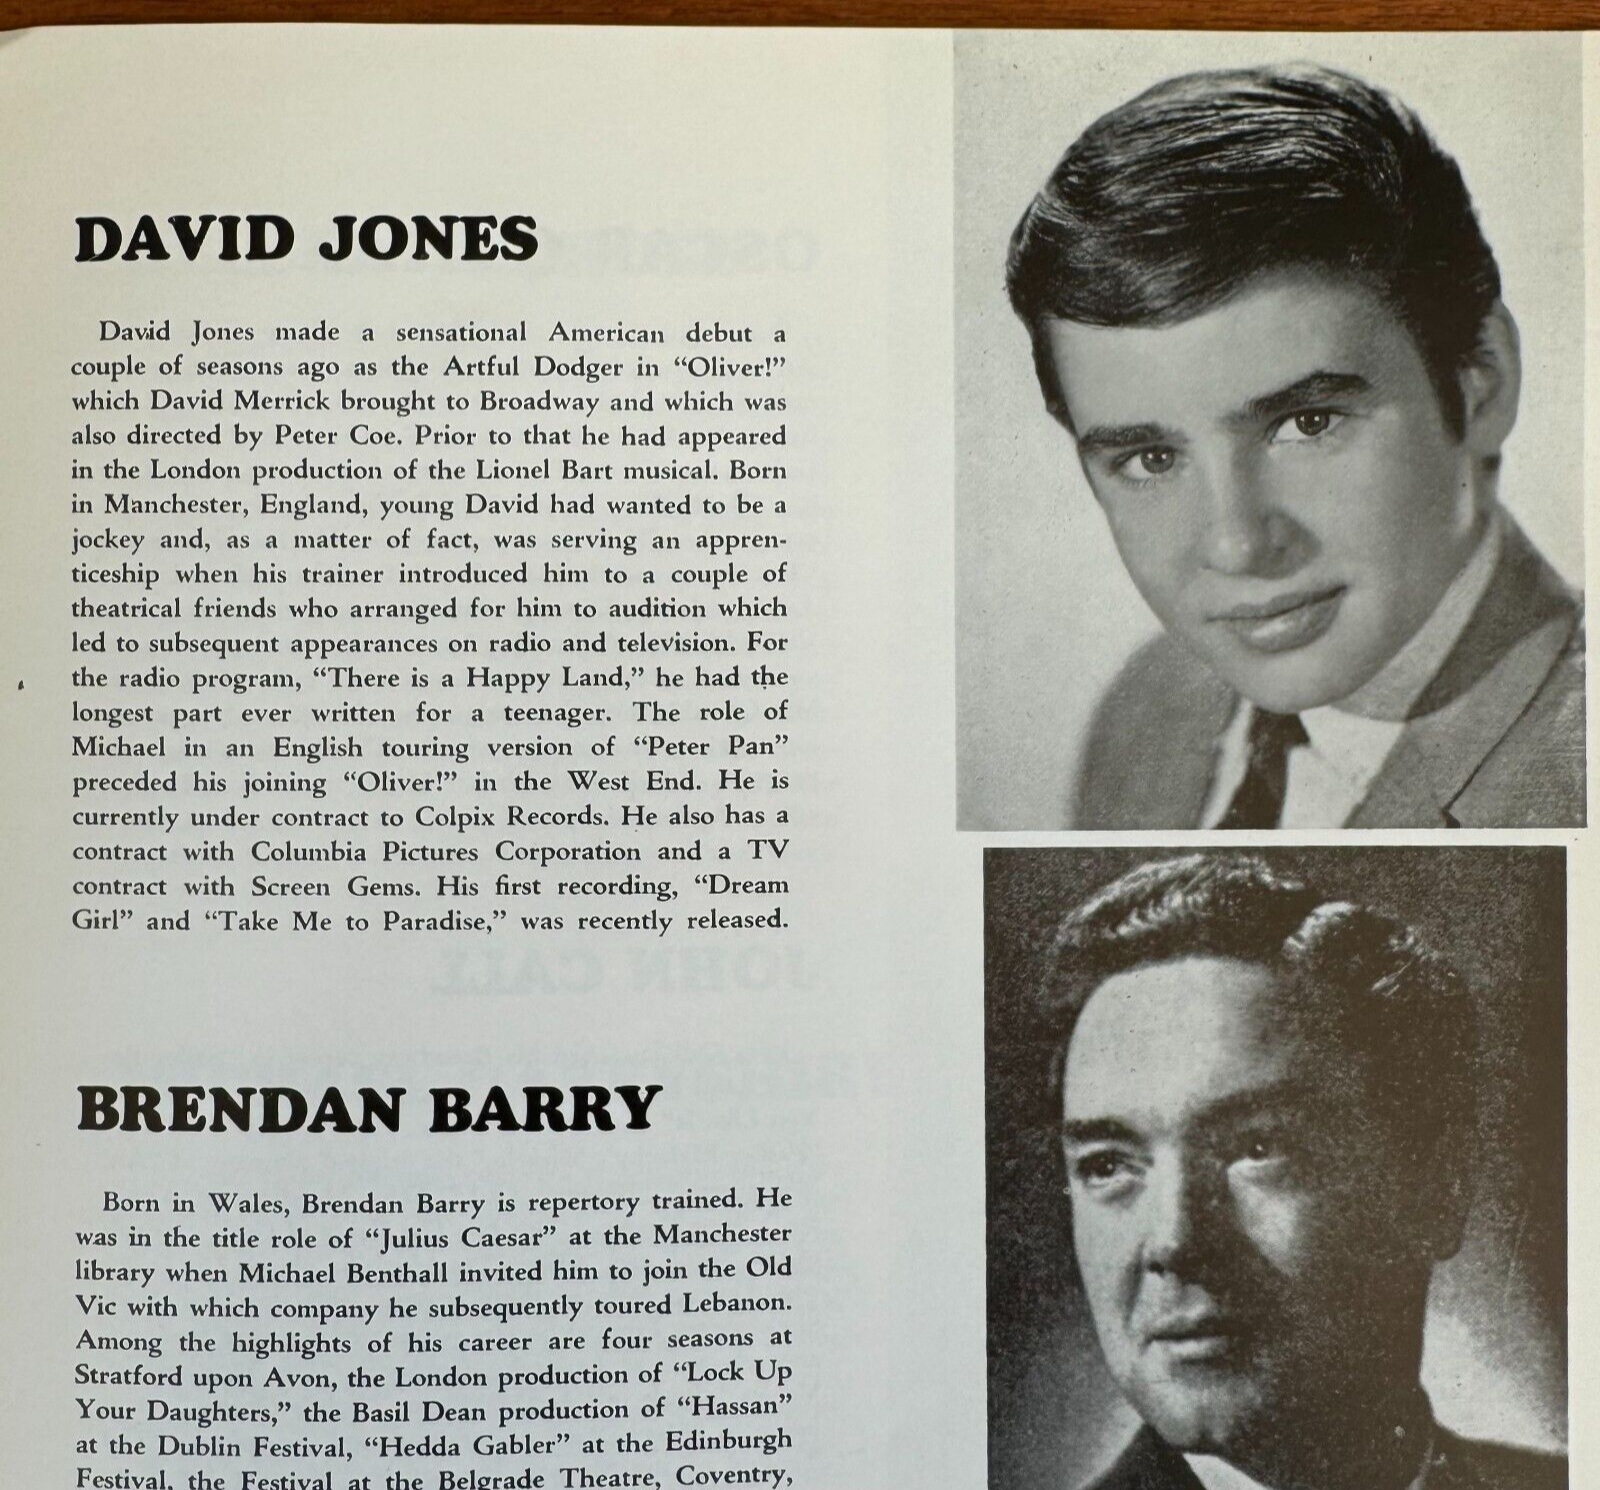 DAVID JONES
David Jones made a sensational American debut a
couple of seasons ago as the Artful Dodger in “Oliver!”
which David Merrick brought to Broadway and which was
also directed by Peter Coe. Prior to that he had appeared
in the London production of the Lionel Bart musical. Born
in Manchester, England, young David had wanted to be a
jockey and, as a matter of fact, was serving an appren-
ticeship when his trainer introduced him to a couple of
theatrical friends who arranged for him to audition which
led to subsequent appearances on radio and television. For
the radio program, “There is a Happy Land,” he had the
longest part ever written for a teenager. The role of
Michael in an English touring version of “Peter Pan”
preceded his joining “Oliver!” in the West End. He is
currently under contract to Colpix Records. He also has a
contract with Columbia Pictures Corporation and a TV
contract with Screen Gems. His first recording, “Dream
Girl” and “Take Me to Paradise,” was recently released.
BRENDAN BARRY
Born in Wales, Brendan Barry is repertory trained. He
was in the title role of “Julius Caesar” at the Manchester
library when Michael Benthall invited him to join the Old
Vic with which company he subsequently toured Lebanon.
Among the highlights of his career are four seasons at
Stratford upon Avon, the London production of “Lock Up
Your Daughters,” the Basil Dean production of “Hassan”
at the Dublin Festival, “Hedda Gabler” at the Edinburgh
Festival, the Festival at the Belgrade Theatre, Coventry,